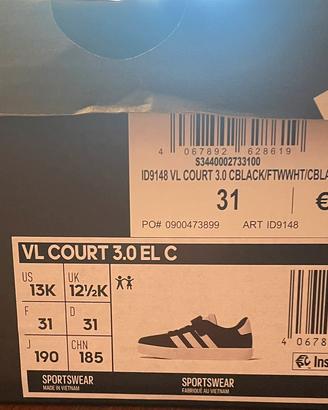 4 067892 628619
S3440002733100
ID9148 VL COURT 3.0 CBLACK/FTWWHT/CBLA
31 €
PO# 0900473899 ART ID9148
VL COURT 3.0 EL C
US UK
13K 12½K
F D
31 31
J CHN
190 185
4 0678
Ins
SPORTSWEAR SPORTSWEAR
MADE IN VIETNAM FABRIQUÉ AU VIETNAM